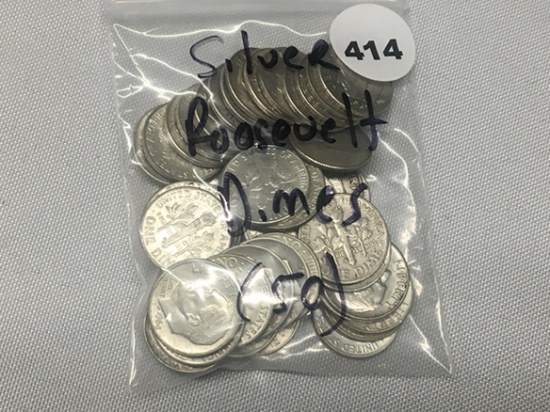 414
Silver
Roosevelt
Dimes
(50)